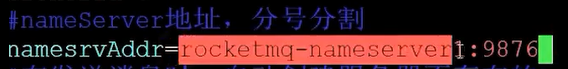 #nameServer地址，分号分割
namesrvAddr=rocketmq-nameserver1:9876